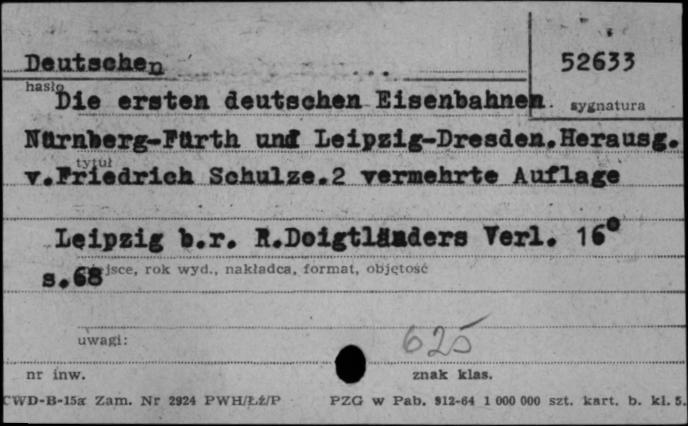 Deutschen
52633
hasło
Die ersten deutschen Eisenbahnen
sygnatura
Nürnberg-Fürth und Leipzig-Dresden.Herausg.
tytuł
v.Friedrich Schulze.2 vermehrte Auflage
Leipzig b.r. R.Doigtländers Verl. 16°
miejsce, rok wyd., nakładca, format, objętość
s.68
uwagi:
625
nr inw.
znak klas.
CWD-B-15a Zam. Nr 2924 PWH/Łż/P PZG w Pab. 912-64 1 000 000 szt. kart. b. kl. 5.